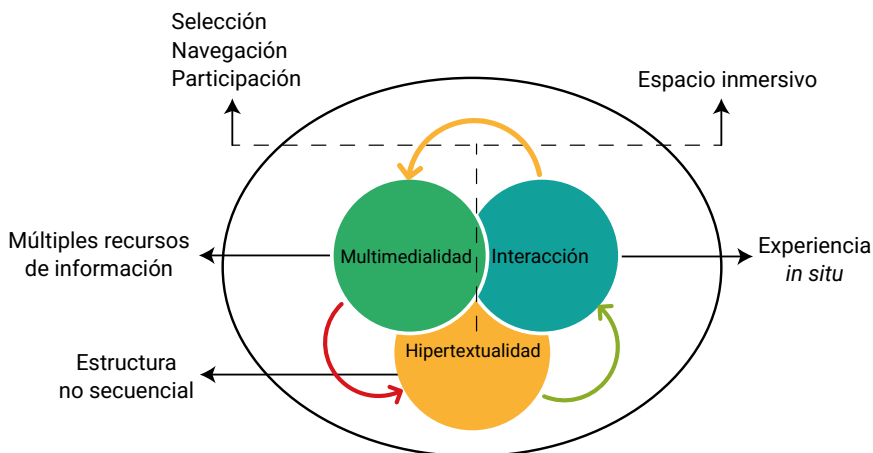 Selección
Navegación
Participación
Espacio inmersivo
Múltiples recursos
de información
Multimedialidad
Interacción
Experiencia
in situ
Hipertextualidad
Estructura
no secuencial